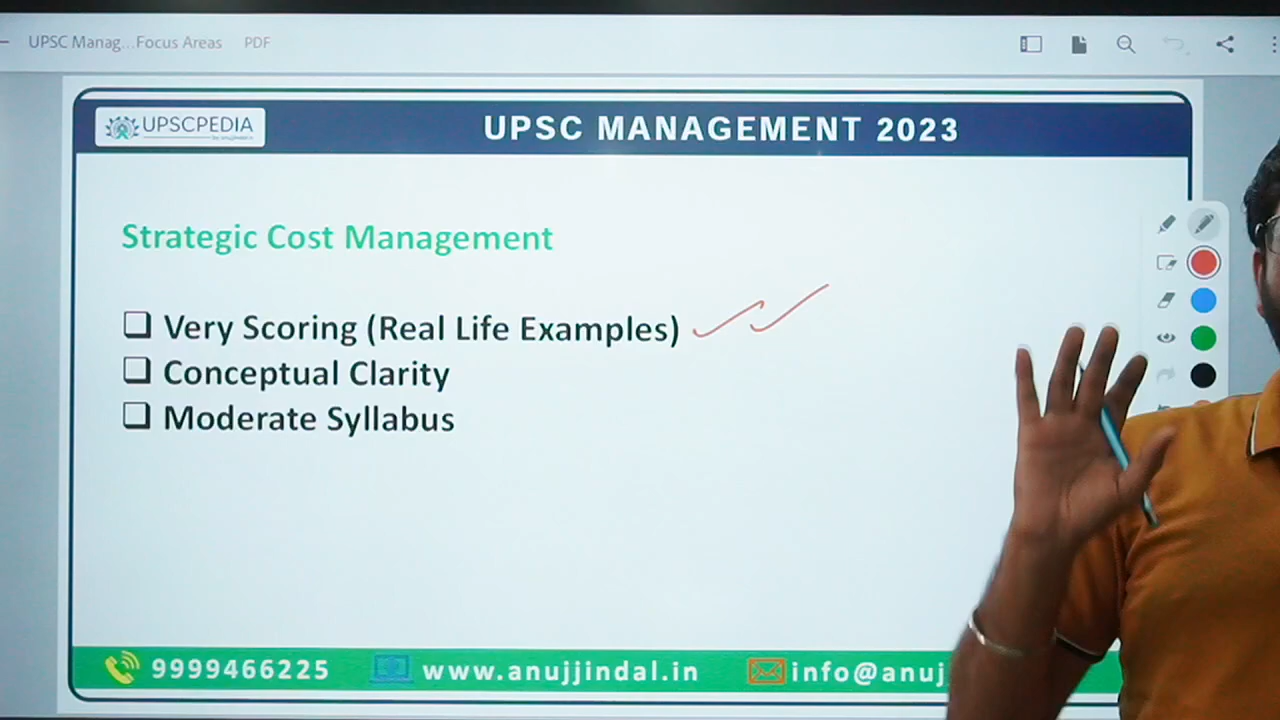 UPSC Manag...Focus Areas PDF
UPSCPEDIA
UPSC MANAGEMENT 2023
Strategic Cost Management
Very Scoring (Real Life Examples)
Conceptual Clarity
Moderate Syllabus
9999466225 www.anujjindal.in info@anuj